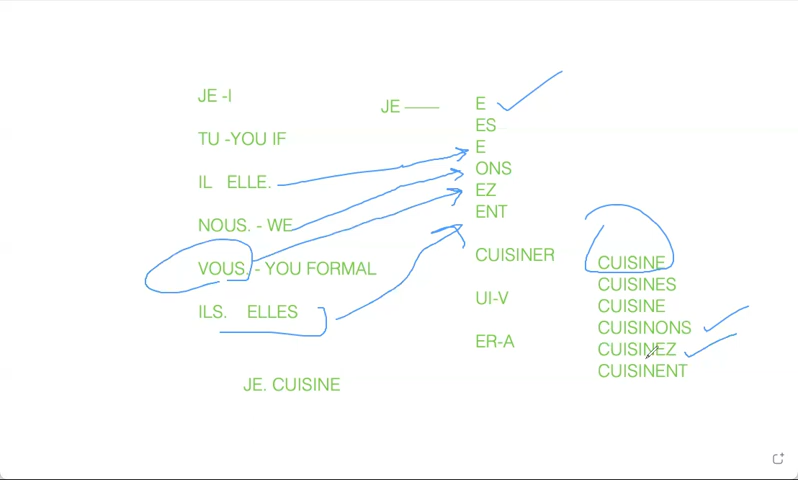 JE -I
TU -YOU IF
IL ELLE.
NOUS. - WE
VOUS. - YOU FORMAL
ILS. ELLES
JE. CUISINE
JE ——
E
ES
E
ONS
EZ
ENT
CUISINER
UI-V
ER-A
CUISINE
CUISINES
CUISINE
CUISINONS
CUISINEZ
CUISINENT